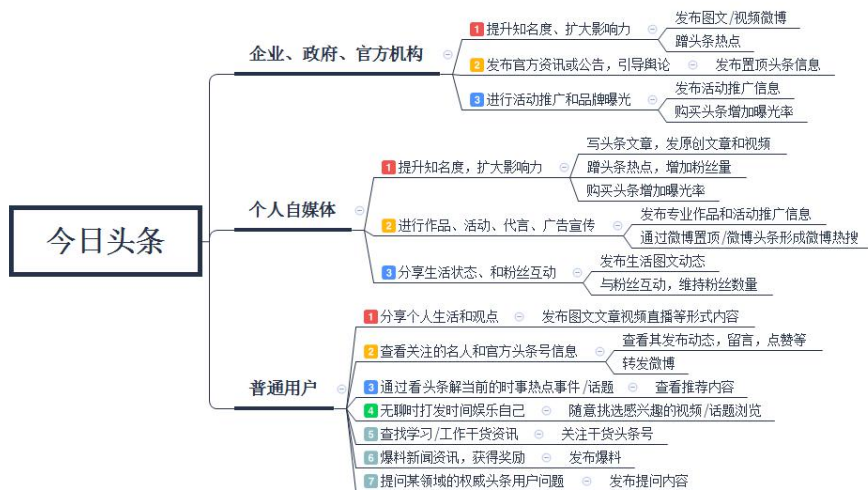 今日头条
企业、政府、官方机构
1 提升知名度、扩大影响力
发布图文/视频微博
蹭头条热点
2 发布官方资讯或公告，引导舆论
发布置顶头条信息
3 进行活动推广和品牌曝光
发布活动推广信息
购买头条增加曝光率
个人自媒体
1 提升知名度，扩大影响力
写头条文章，发原创文章和视频
蹭头条热点，增加粉丝量
购买头条增加曝光率
2 进行作品、活动、代言、广告宣传
发布专业作品和活动推广信息
通过微博置顶/微博头条形成微博热搜
3 分享生活状态、和粉丝互动
发布生活图文动态
与粉丝互动，维持粉丝数量
普通用户
1 分享个人生活和观点
发布图文文章视频直播等形式内容
2 查看关注的名人和官方头条号信息
查看其发布动态，留言，点赞等
转发微博
3 通过看头条解当前的时事热点事件/话题
查看推荐内容
4 无聊时打发时间娱乐自己
随意挑选感兴趣的视频/话题浏览
5 查找学习/工作干货资讯
关注干货头条号
6 爆料新闻资讯，获得奖励
发布爆料
7 提问某领域的权威头条用户问题
发布提问内容